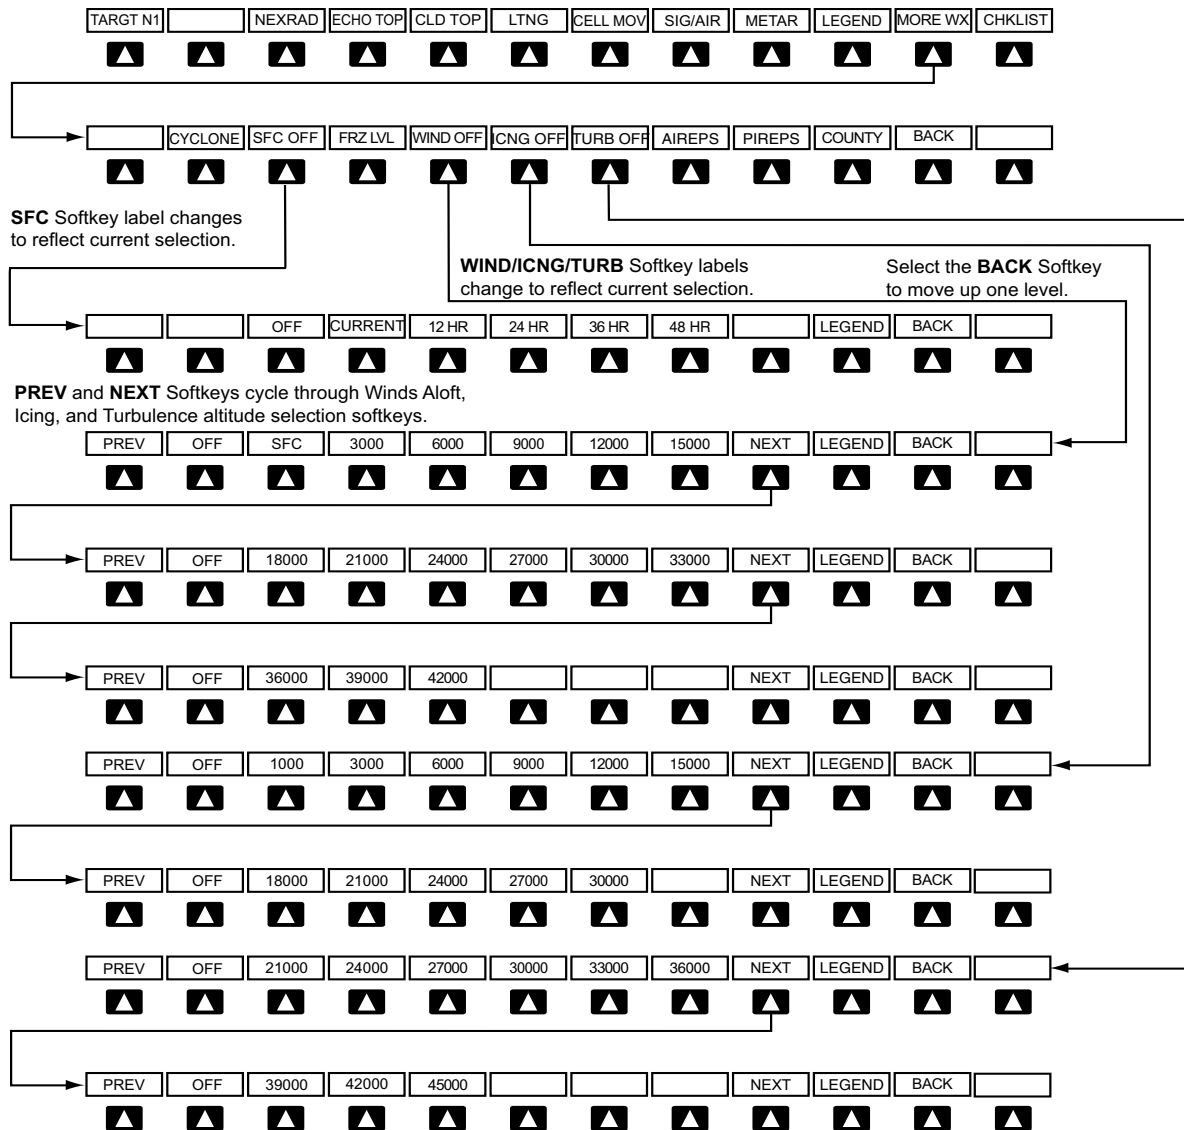 TARGT N1 NEXRAD ECHO TOP CLD TOP LTNG CELL MOV SIG/AIR METAR LEGEND MORE WX CHKLIST
CYCLONE SFC OFF FRZ LVL WIND OFF ICNG OFF TURB OFF AIREPS PIREPS COUNTY BACK
SFC Softkey label changes
to reflect current selection.
WIND/ICNG/TURB Softkey labels
change to reflect current selection.
Select the BACK Softkey
to move up one level.
OFF CURRENT 12 HR 24 HR 36 HR 48 HR LEGEND BACK
PREV and NEXT Softkeys cycle through Winds Aloft,
Icing, and Turbulence altitude selection softkeys.
PREV OFF SFC 3000 6000 9000 12000 15000 NEXT LEGEND BACK
PREV OFF 18000 21000 24000 27000 30000 33000 NEXT LEGEND BACK
PREV OFF 36000 39000 42000 NEXT LEGEND BACK
PREV OFF 1000 3000 6000 9000 12000 15000 NEXT LEGEND BACK
PREV OFF 18000 21000 24000 27000 30000 NEXT LEGEND BACK
PREV OFF 21000 24000 27000 30000 33000 36000 NEXT LEGEND BACK
PREV OFF 39000 42000 45000 NEXT LEGEND BACK